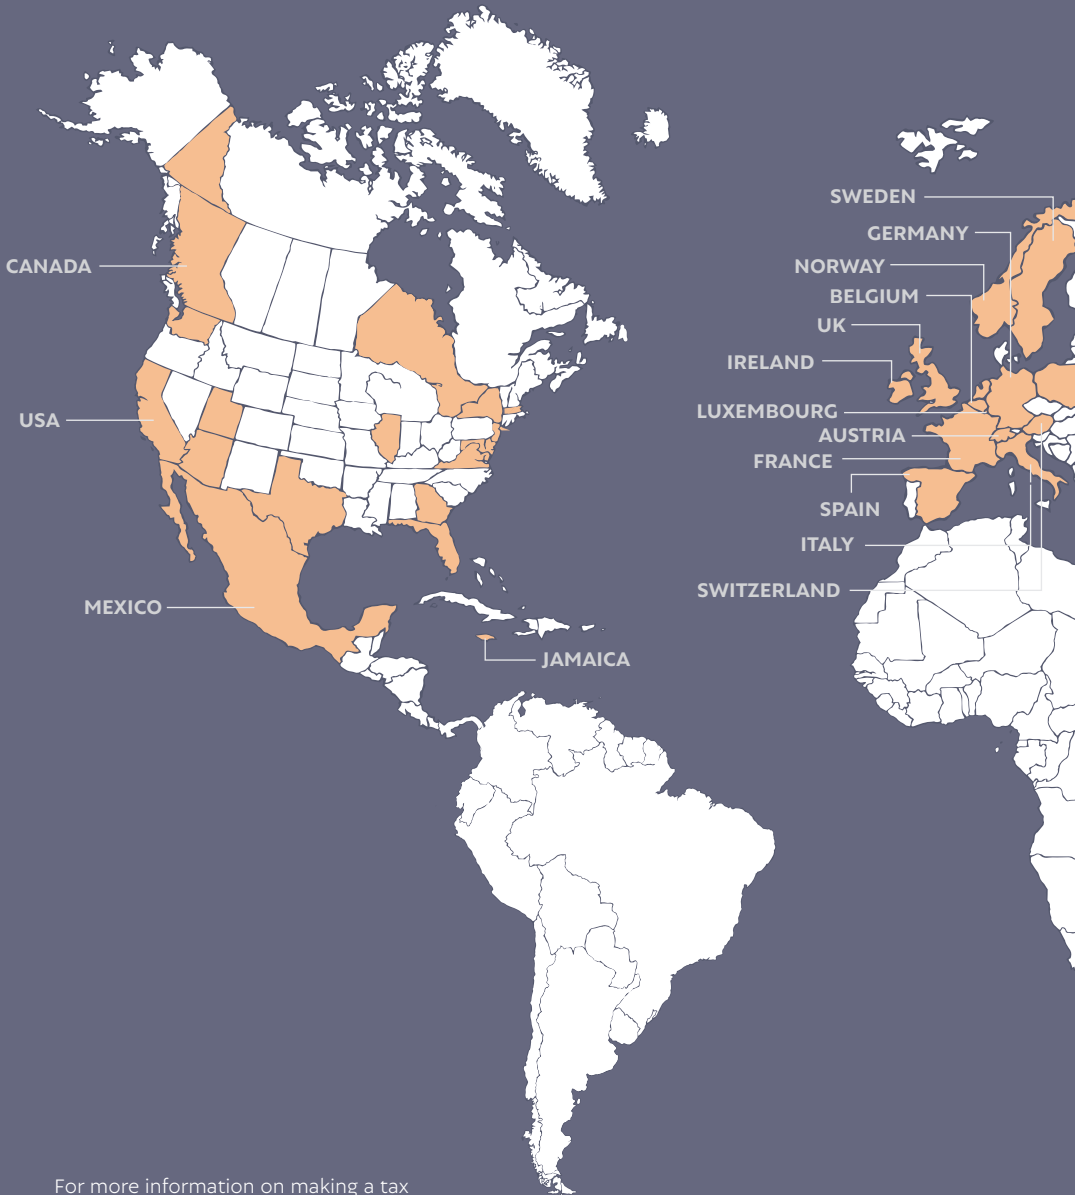 SWEDEN
GERMANY
CANADA
NORWAY
BELGIUM
UK
IRELAND
LUXEMBOURG
USA
AUSTRIA
FRANCE
SPAIN
ITALY
SWITZERLAND
MEXICO
JAMAICA
For more information on making a tax